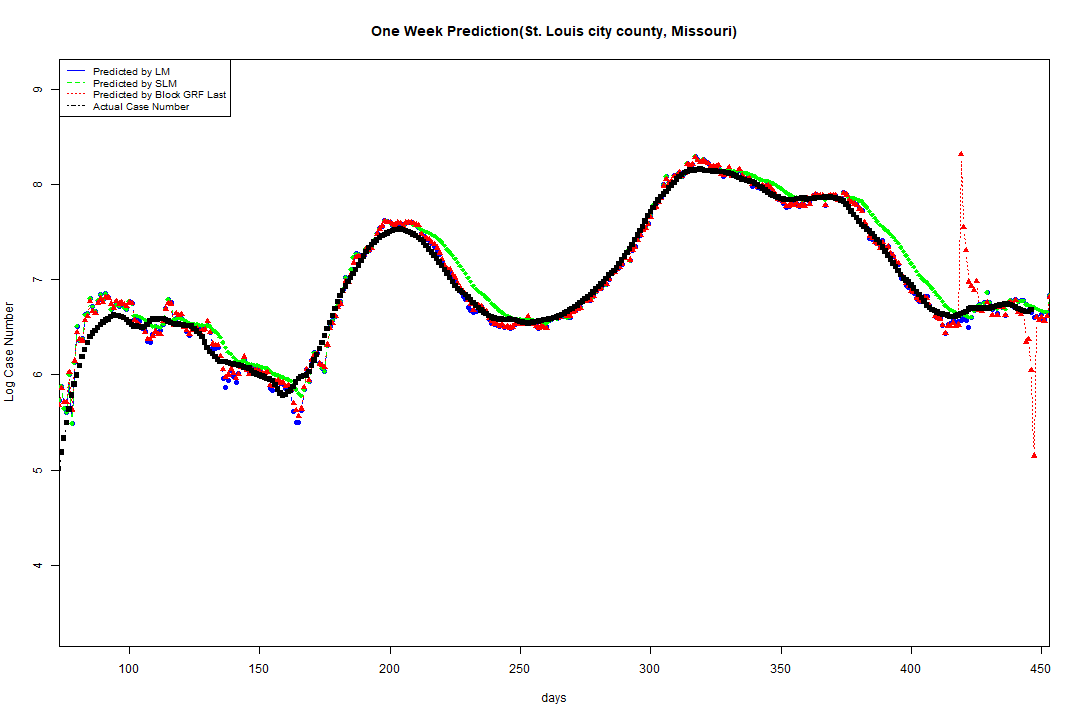 One Week Prediction(St. Louis city county, Missouri)
Predicted by LM
Predicted by SLM
Predicted by Block GRF Last
Actual Case Number
Log Case Number
9
8
7
6
5
4
100 150 200 250 300 350 400 450
days